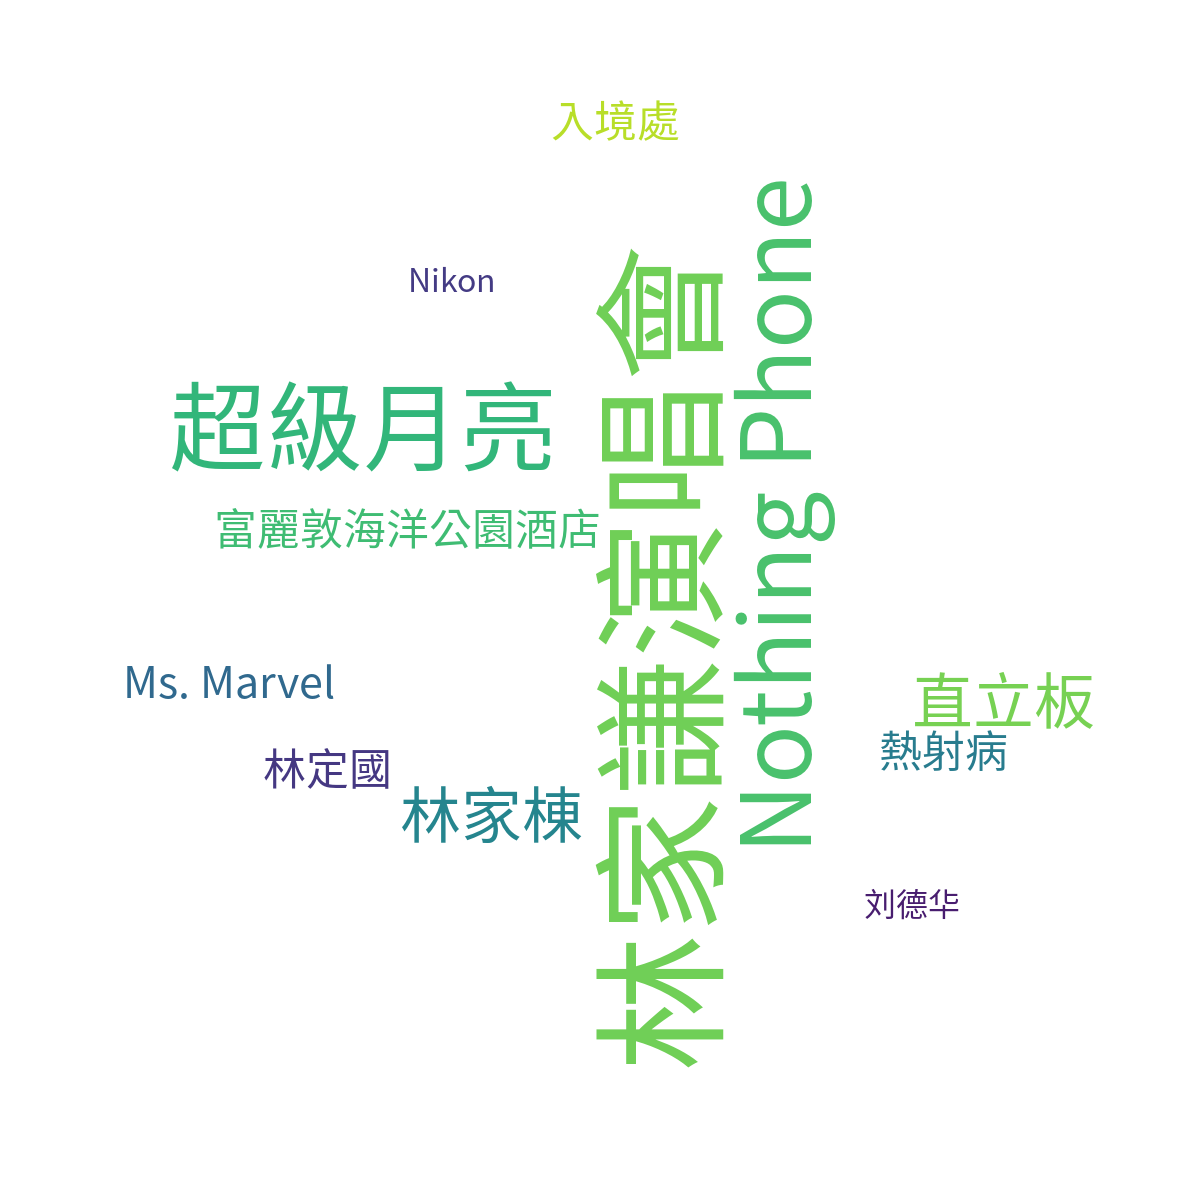 入境處
Nikon
超級月亮
富麗敦海洋公園酒店
林家謙演唱會
Nothing Phone
Ms. Marvel
直立板
熱射病
林定國
林家棟
刘德华